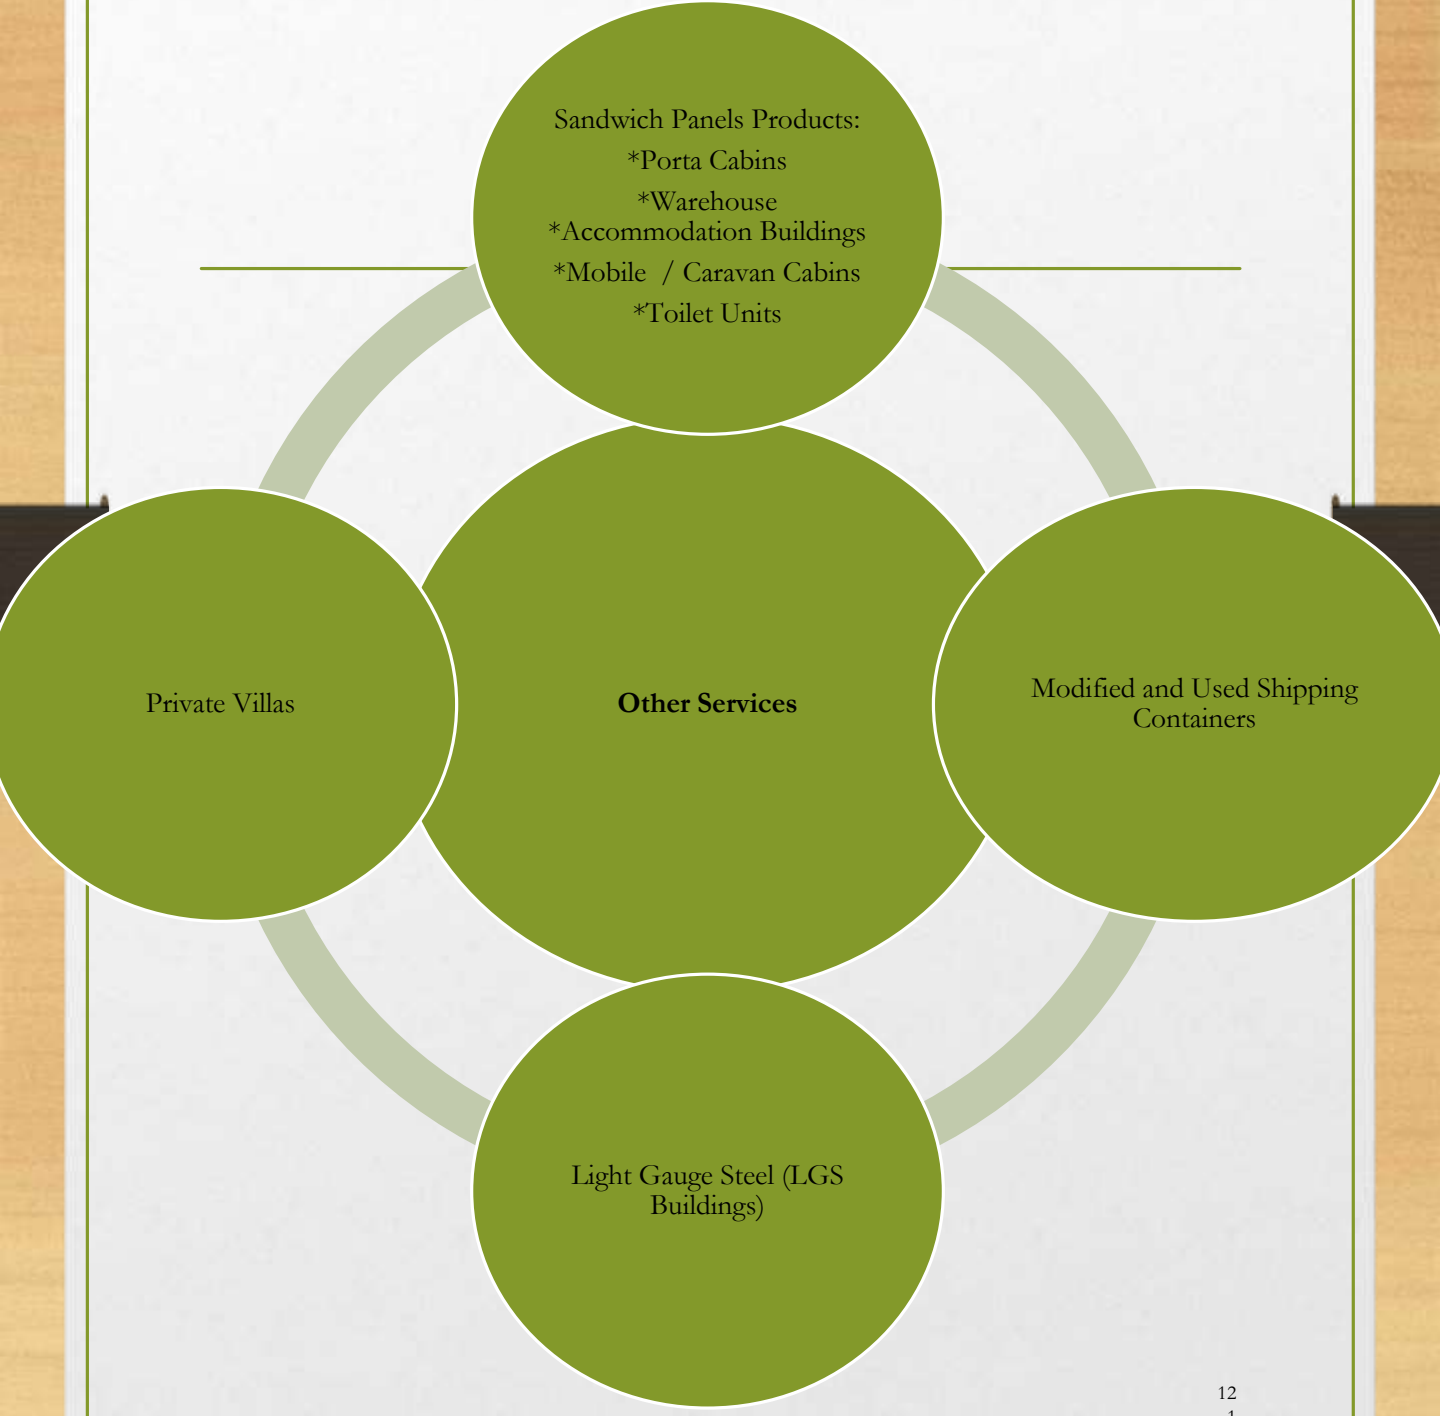 Sandwich Panels Products:
*Porta Cabins
*Warehouse
*Accommodation Buildings
*Mobile / Caravan Cabins
*Toilet Units
Private Villas
Other Services
Modified and Used Shipping
Containers
Light Gauge Steel (LGS
Buildings)
12